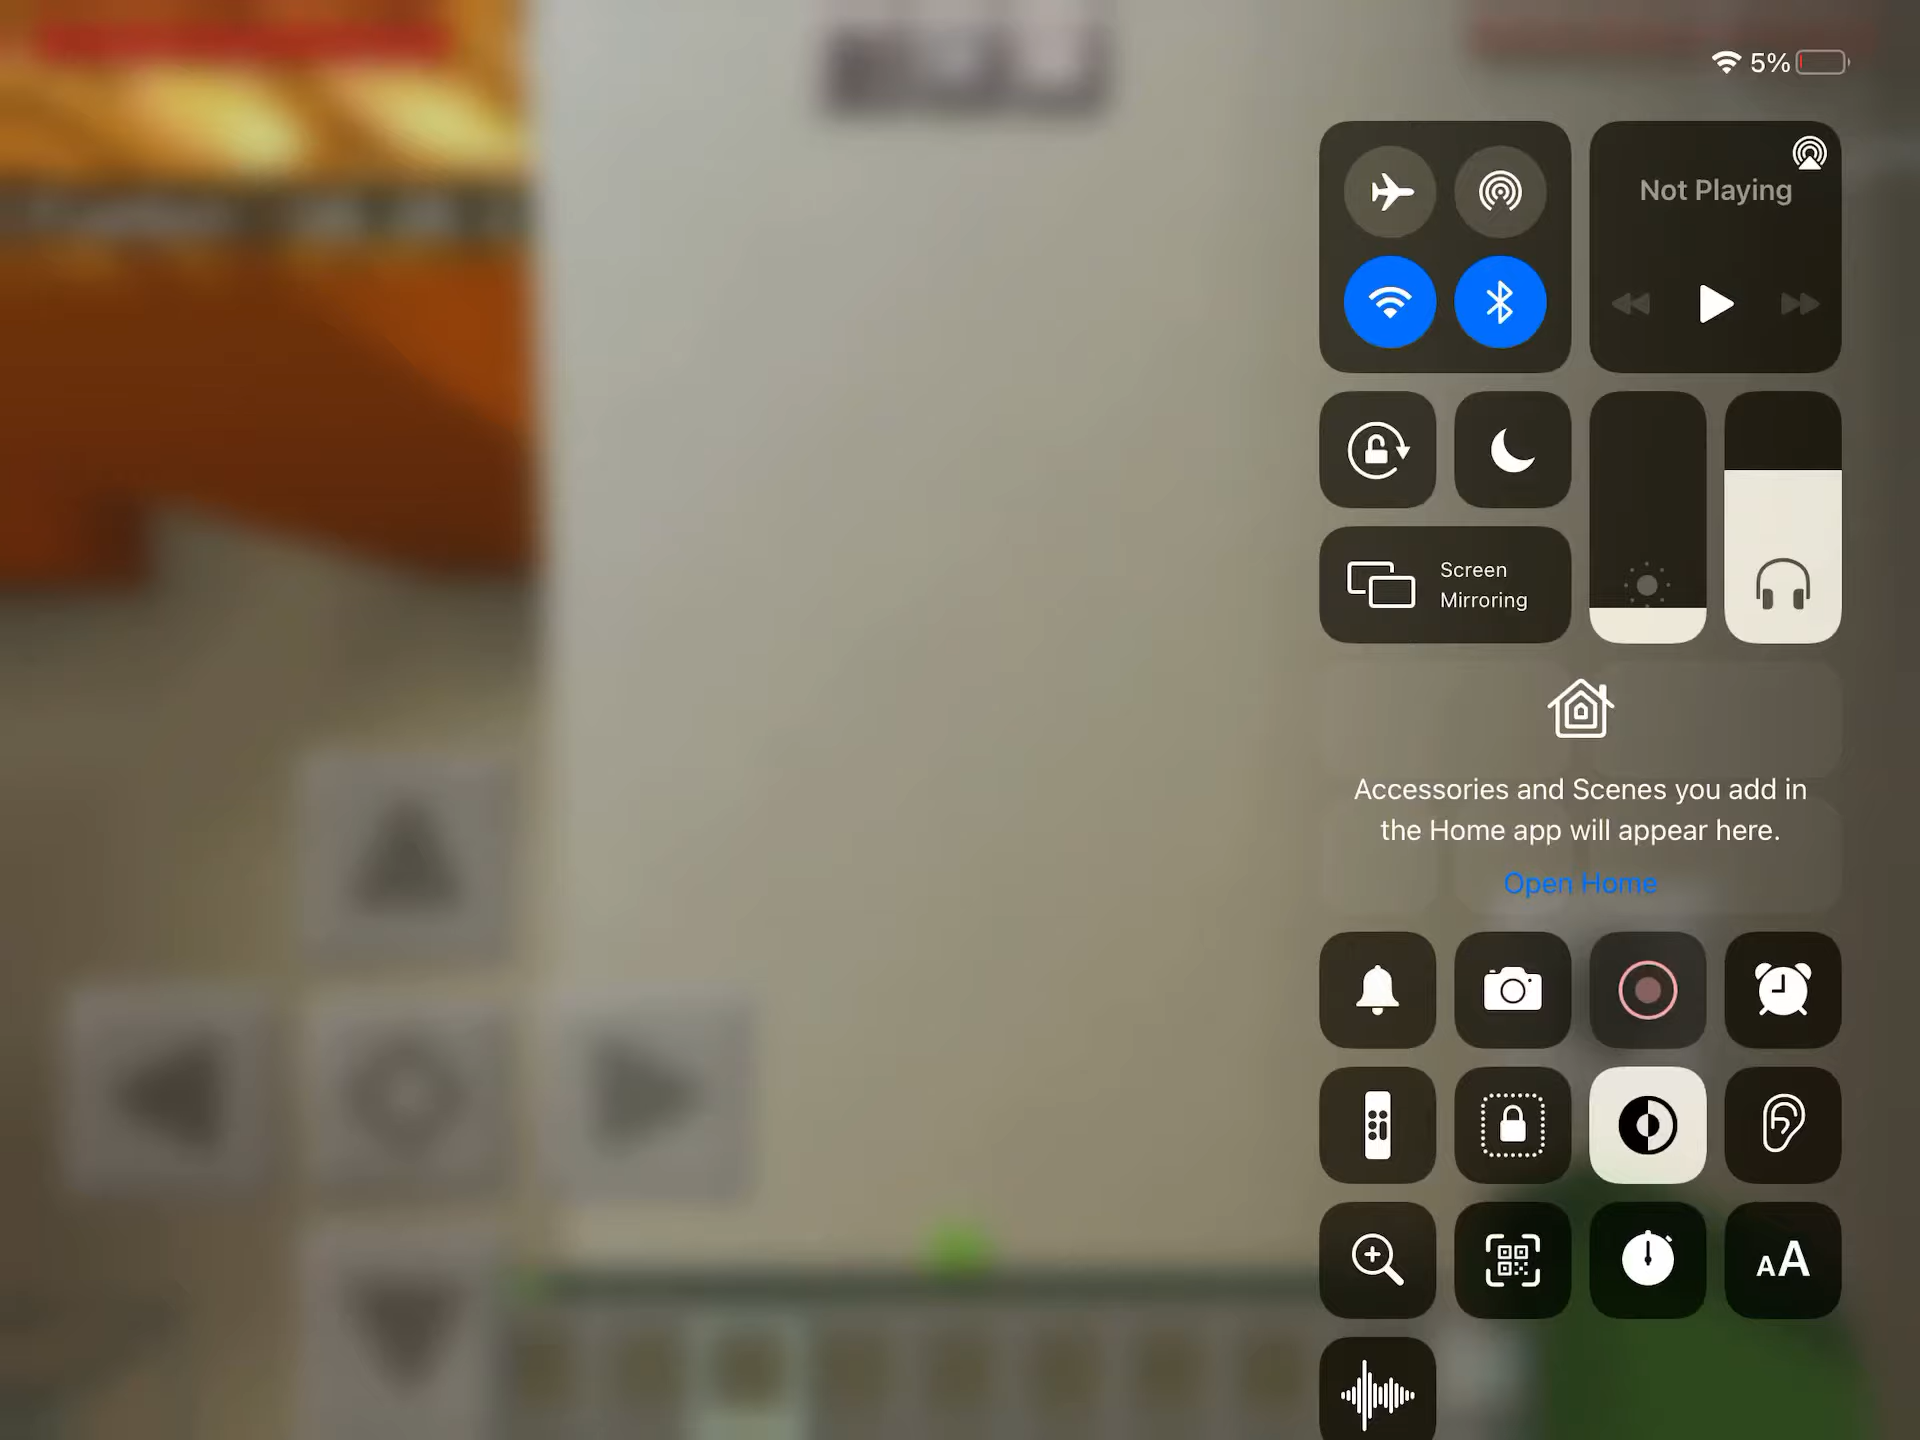 5%
Not Playing
Screen
Mirroring
Accessories and Scenes you add in
the Home app will appear here.
Open Home
AA